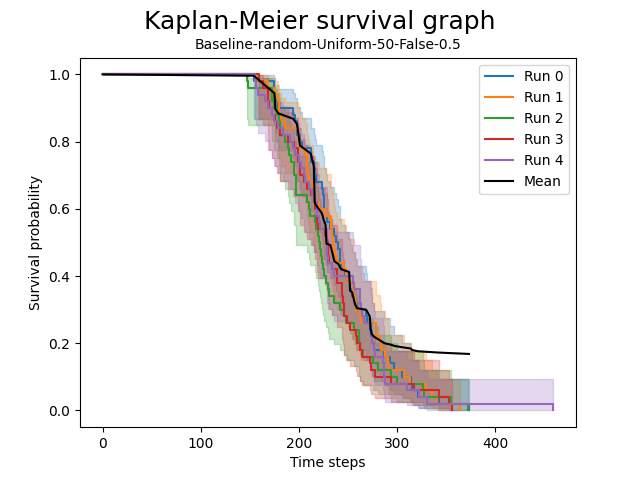 Kaplan-Meier survival graph
Baseline-random-Uniform-50-False-0.5
Survival probability
1.0
0.8
0.6
0.4
0.2
0.0
0
100
200
300
400
Time steps
Run 0
Run 1
Run 2
Run 3
Run 4
Mean